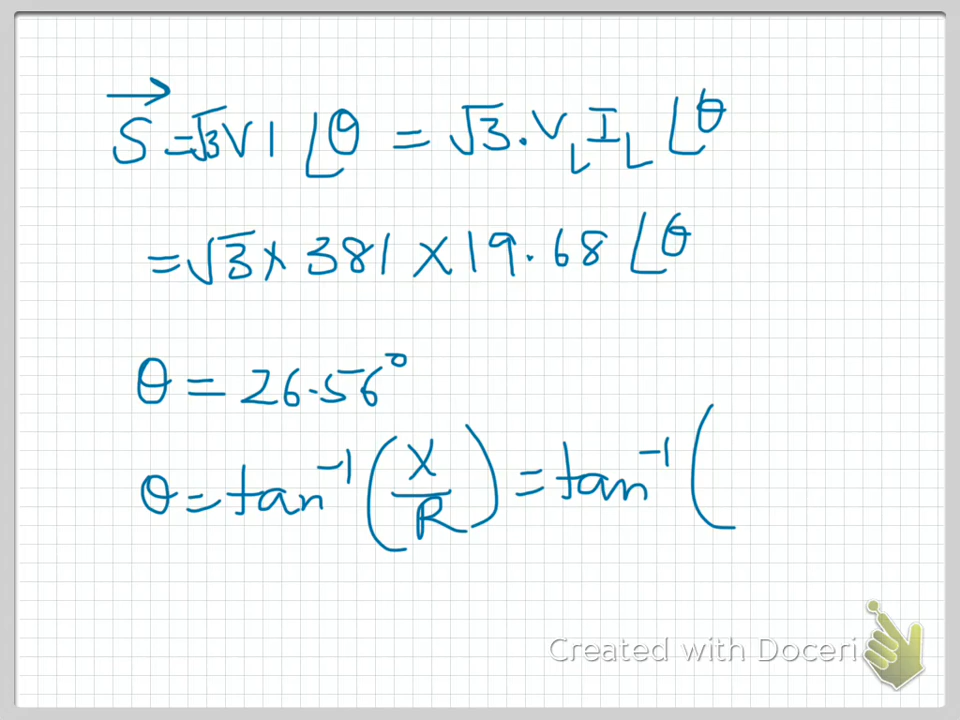 S⃗ = √3 V I ∠θ = √3 . V_L I_L ∠θ
= √3 × 381 × 19.68 ∠θ
θ = 26.56°
θ = tan⁻¹ (X/R) = tan⁻¹ (
Created with Doceri